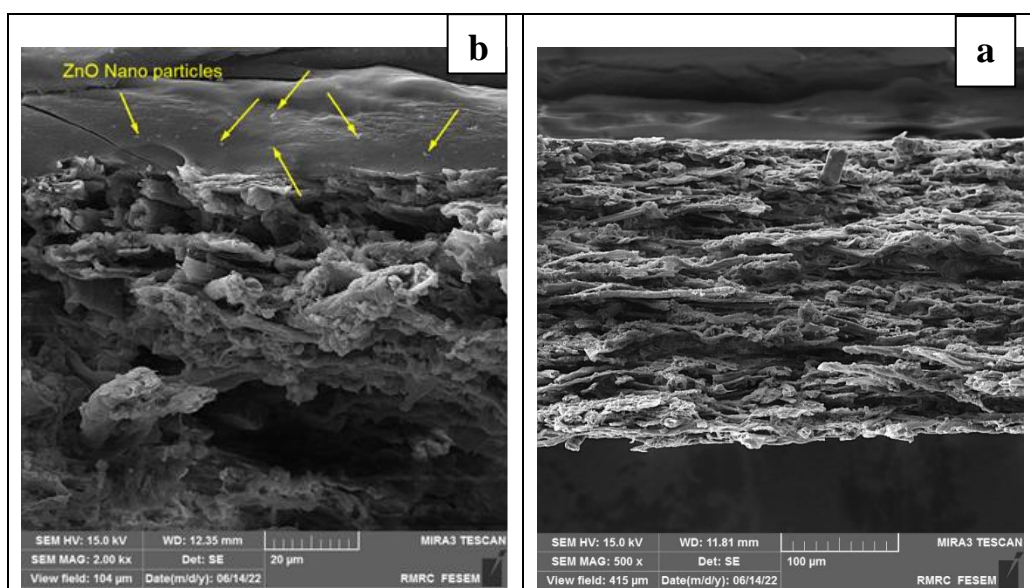 b
ZnO Nano particles
SEM HV: 15.0 kV WD: 12.35 mm MIRA3 TESCAN
SEM MAG: 2.00 kx Det: SE 20 µm
View field: 104 µm Date(m/d/y): 06/14/22 RMRC FESEM
a
SEM HV: 15.0 kV WD: 11.81 mm MIRA3 TESCAN
SEM MAG: 500 x Det: SE 100 µm
View field: 415 µm Date(m/d/y): 06/14/22 RMRC FESEM